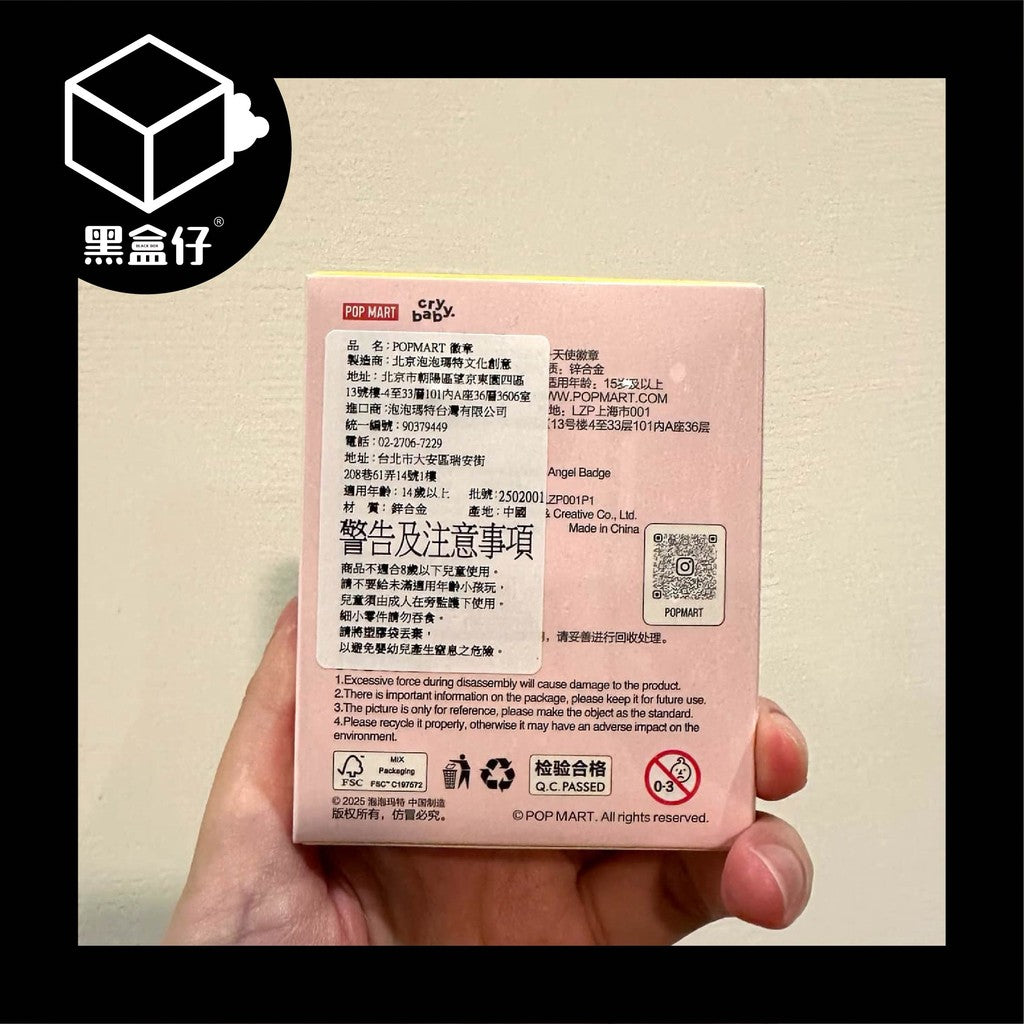 黑盒仔®
BLACK BOX
POP MART
cry baby.
品 名：POPMART 徽章
製造商：北京泡泡瑪特文化創意
地址：北京市朝陽區望京東園四區
13號樓-4至33層101內A座36層3606室
進口商：泡泡瑪特台灣有限公司
統一編號：90379449
電話：02-2706-7229
地址：台北市大安區瑞安街
208巷61弄14號1樓
適用年齡：14歲以上 批號：2502001
材 質：鋅合金 產地：中國
警告及注意事項
商品不適合8歲以下兒童使用。
請不要給未滿適用年齡小孩玩，
兒童須由成人在旁監護下使用。
細小零件請勿吞食。
請將塑膠袋丟棄，
以避免嬰幼兒產生窒息之危險。
天使徽章
质：锌合金
适用年龄：15岁及以上
WWW.POPMART.COM
地：LZP上海市001
区13号楼4至33层101内A座36层
Angel Badge
LZP001P1
& Creative Co., Ltd.
Made in China
POPMART
，请妥善进行回收处理。
1.Excessive force during disassembly will cause damage to the product.
2.There is important information on the package, please keep it for future use.
3.The picture is only for reference, please make the object as the standard.
4.Please recycle it properly, otherwise it may have an adverse impact on the
environment.
FSC
MIX
Packaging
FSC™ C197572
检验合格
Q.C.PASSED
0-3
© 2025 泡泡玛特 中国制造
版权所有，仿冒必究。
© POP MART. All rights reserved.